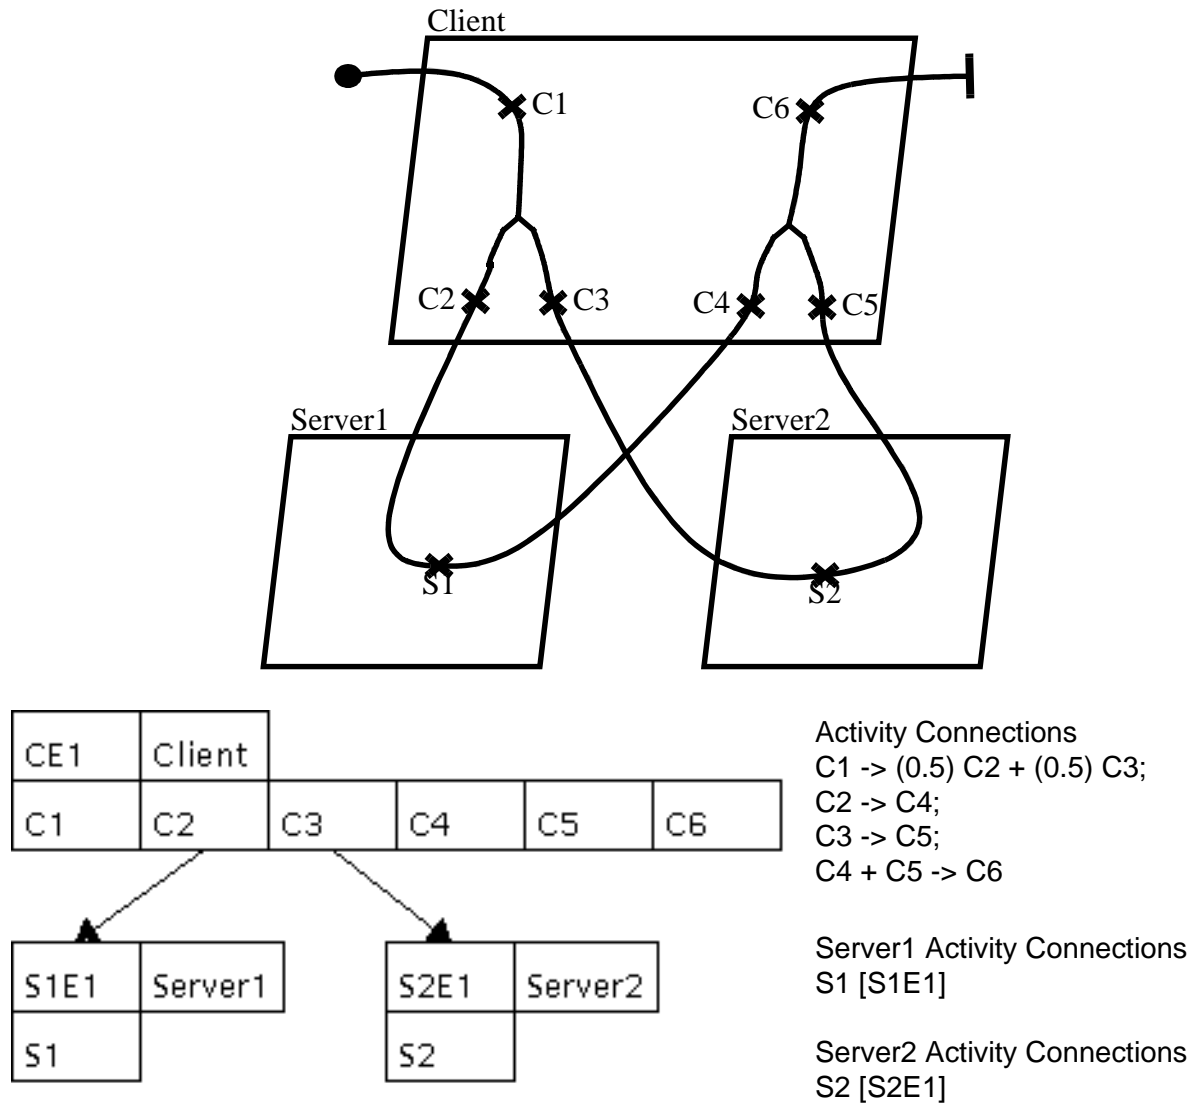 Client
C1
C6
C2
C3
C4
C5
Server1
Server2
S1
S2
CE1 Client
C1 C2 C3 C4 C5 C6
S1E1 Server1
S2E1 Server2
S1
S2
Activity Connections
C1 -> (0.5) C2 + (0.5) C3;
C2 -> C4;
C3 -> C5;
C4 + C5 -> C6
Server1 Activity Connections
S1 [S1E1]
Server2 Activity Connections
S2 [S2E1]